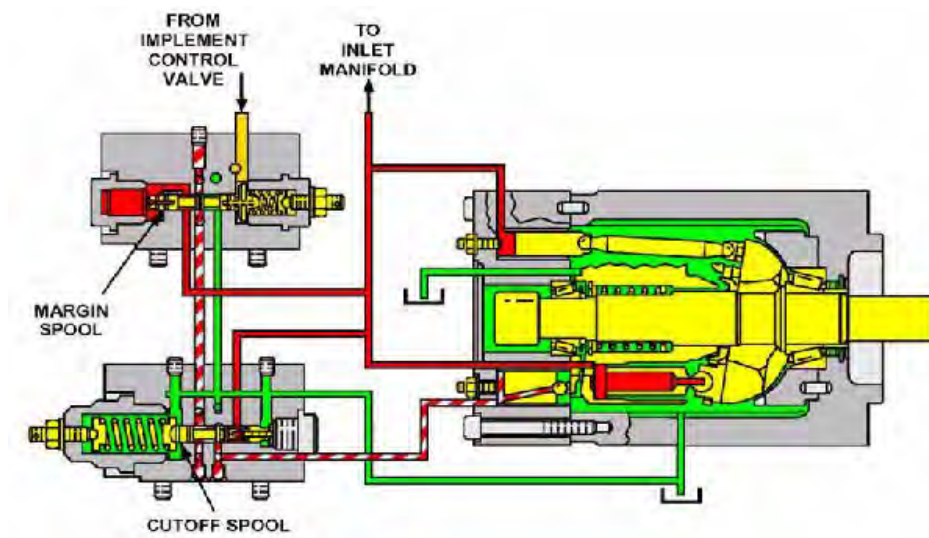 FROM
IMPLEMENT
CONTROL
VALVE
TO
INLET
MANIFOLD
MARGIN
SPOOL
CUTOFF SPOOL